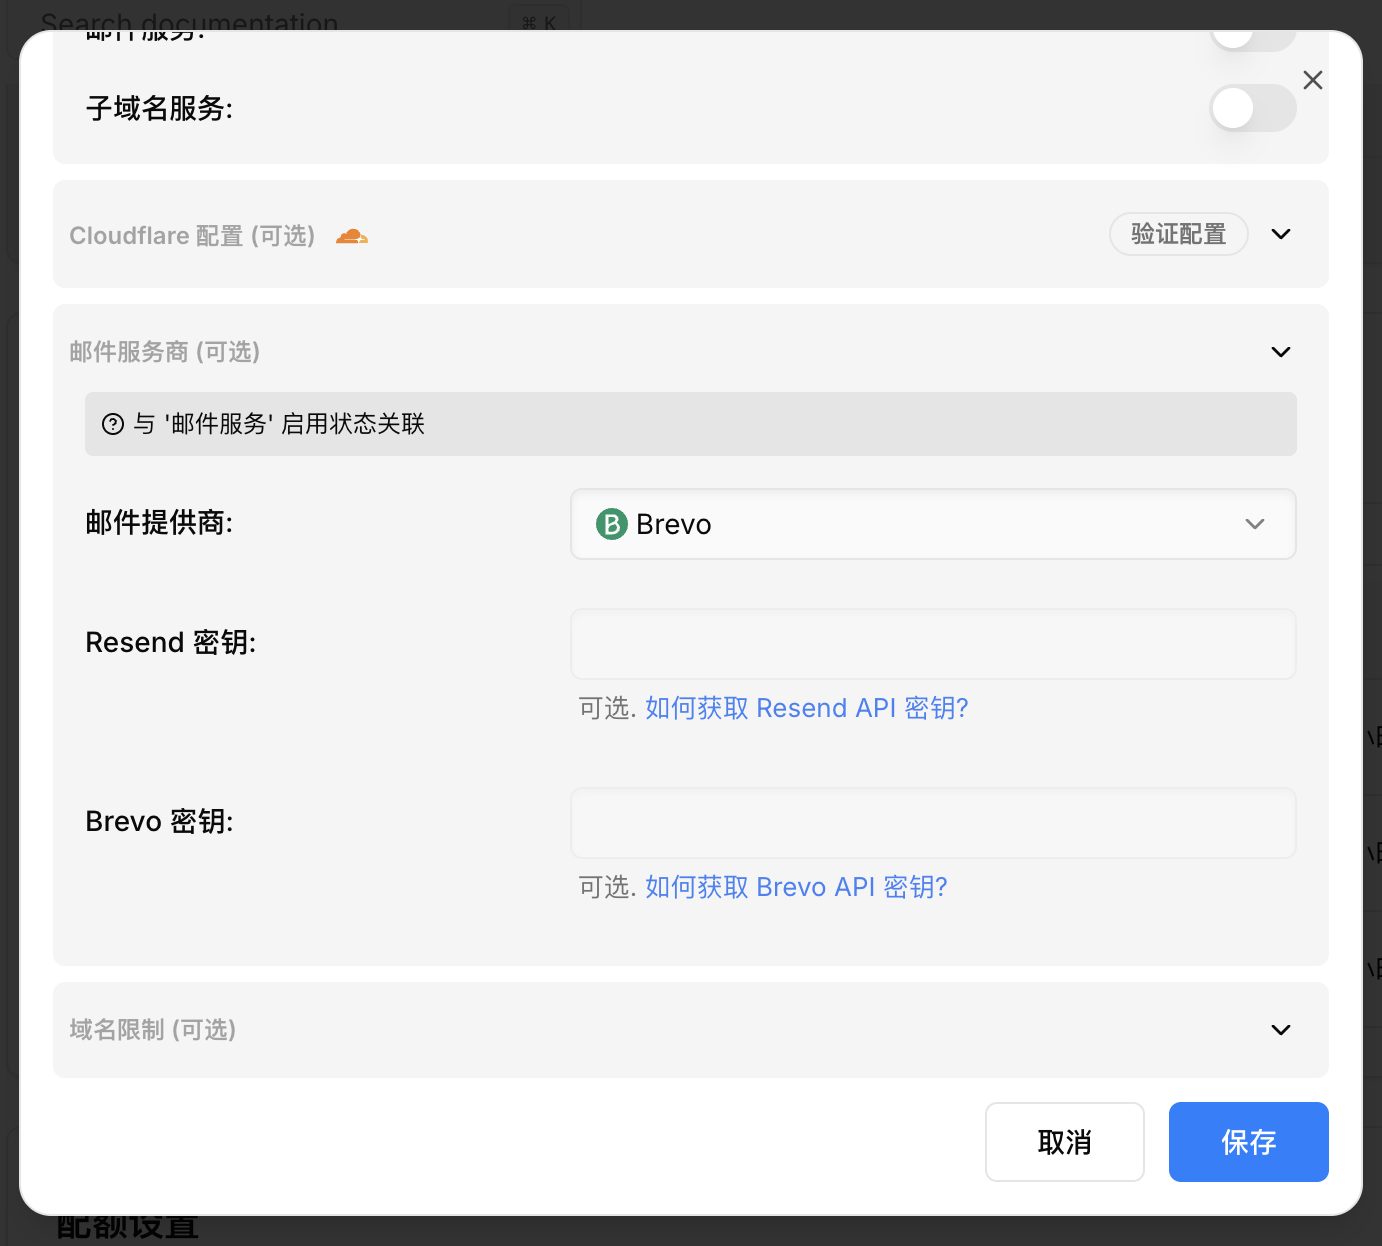 Search documentation
⌘ K
邮件服务:
子域名服务:
Cloudflare 配置 (可选)
验证配置
邮件服务商 (可选)
与 '邮件服务' 启用状态关联
邮件提供商:
B Brevo
Resend 密钥:
可选. 如何获取 Resend API 密钥?
Brevo 密钥:
可选. 如何获取 Brevo API 密钥?
域名限制 (可选)
取消
保存
配额设置